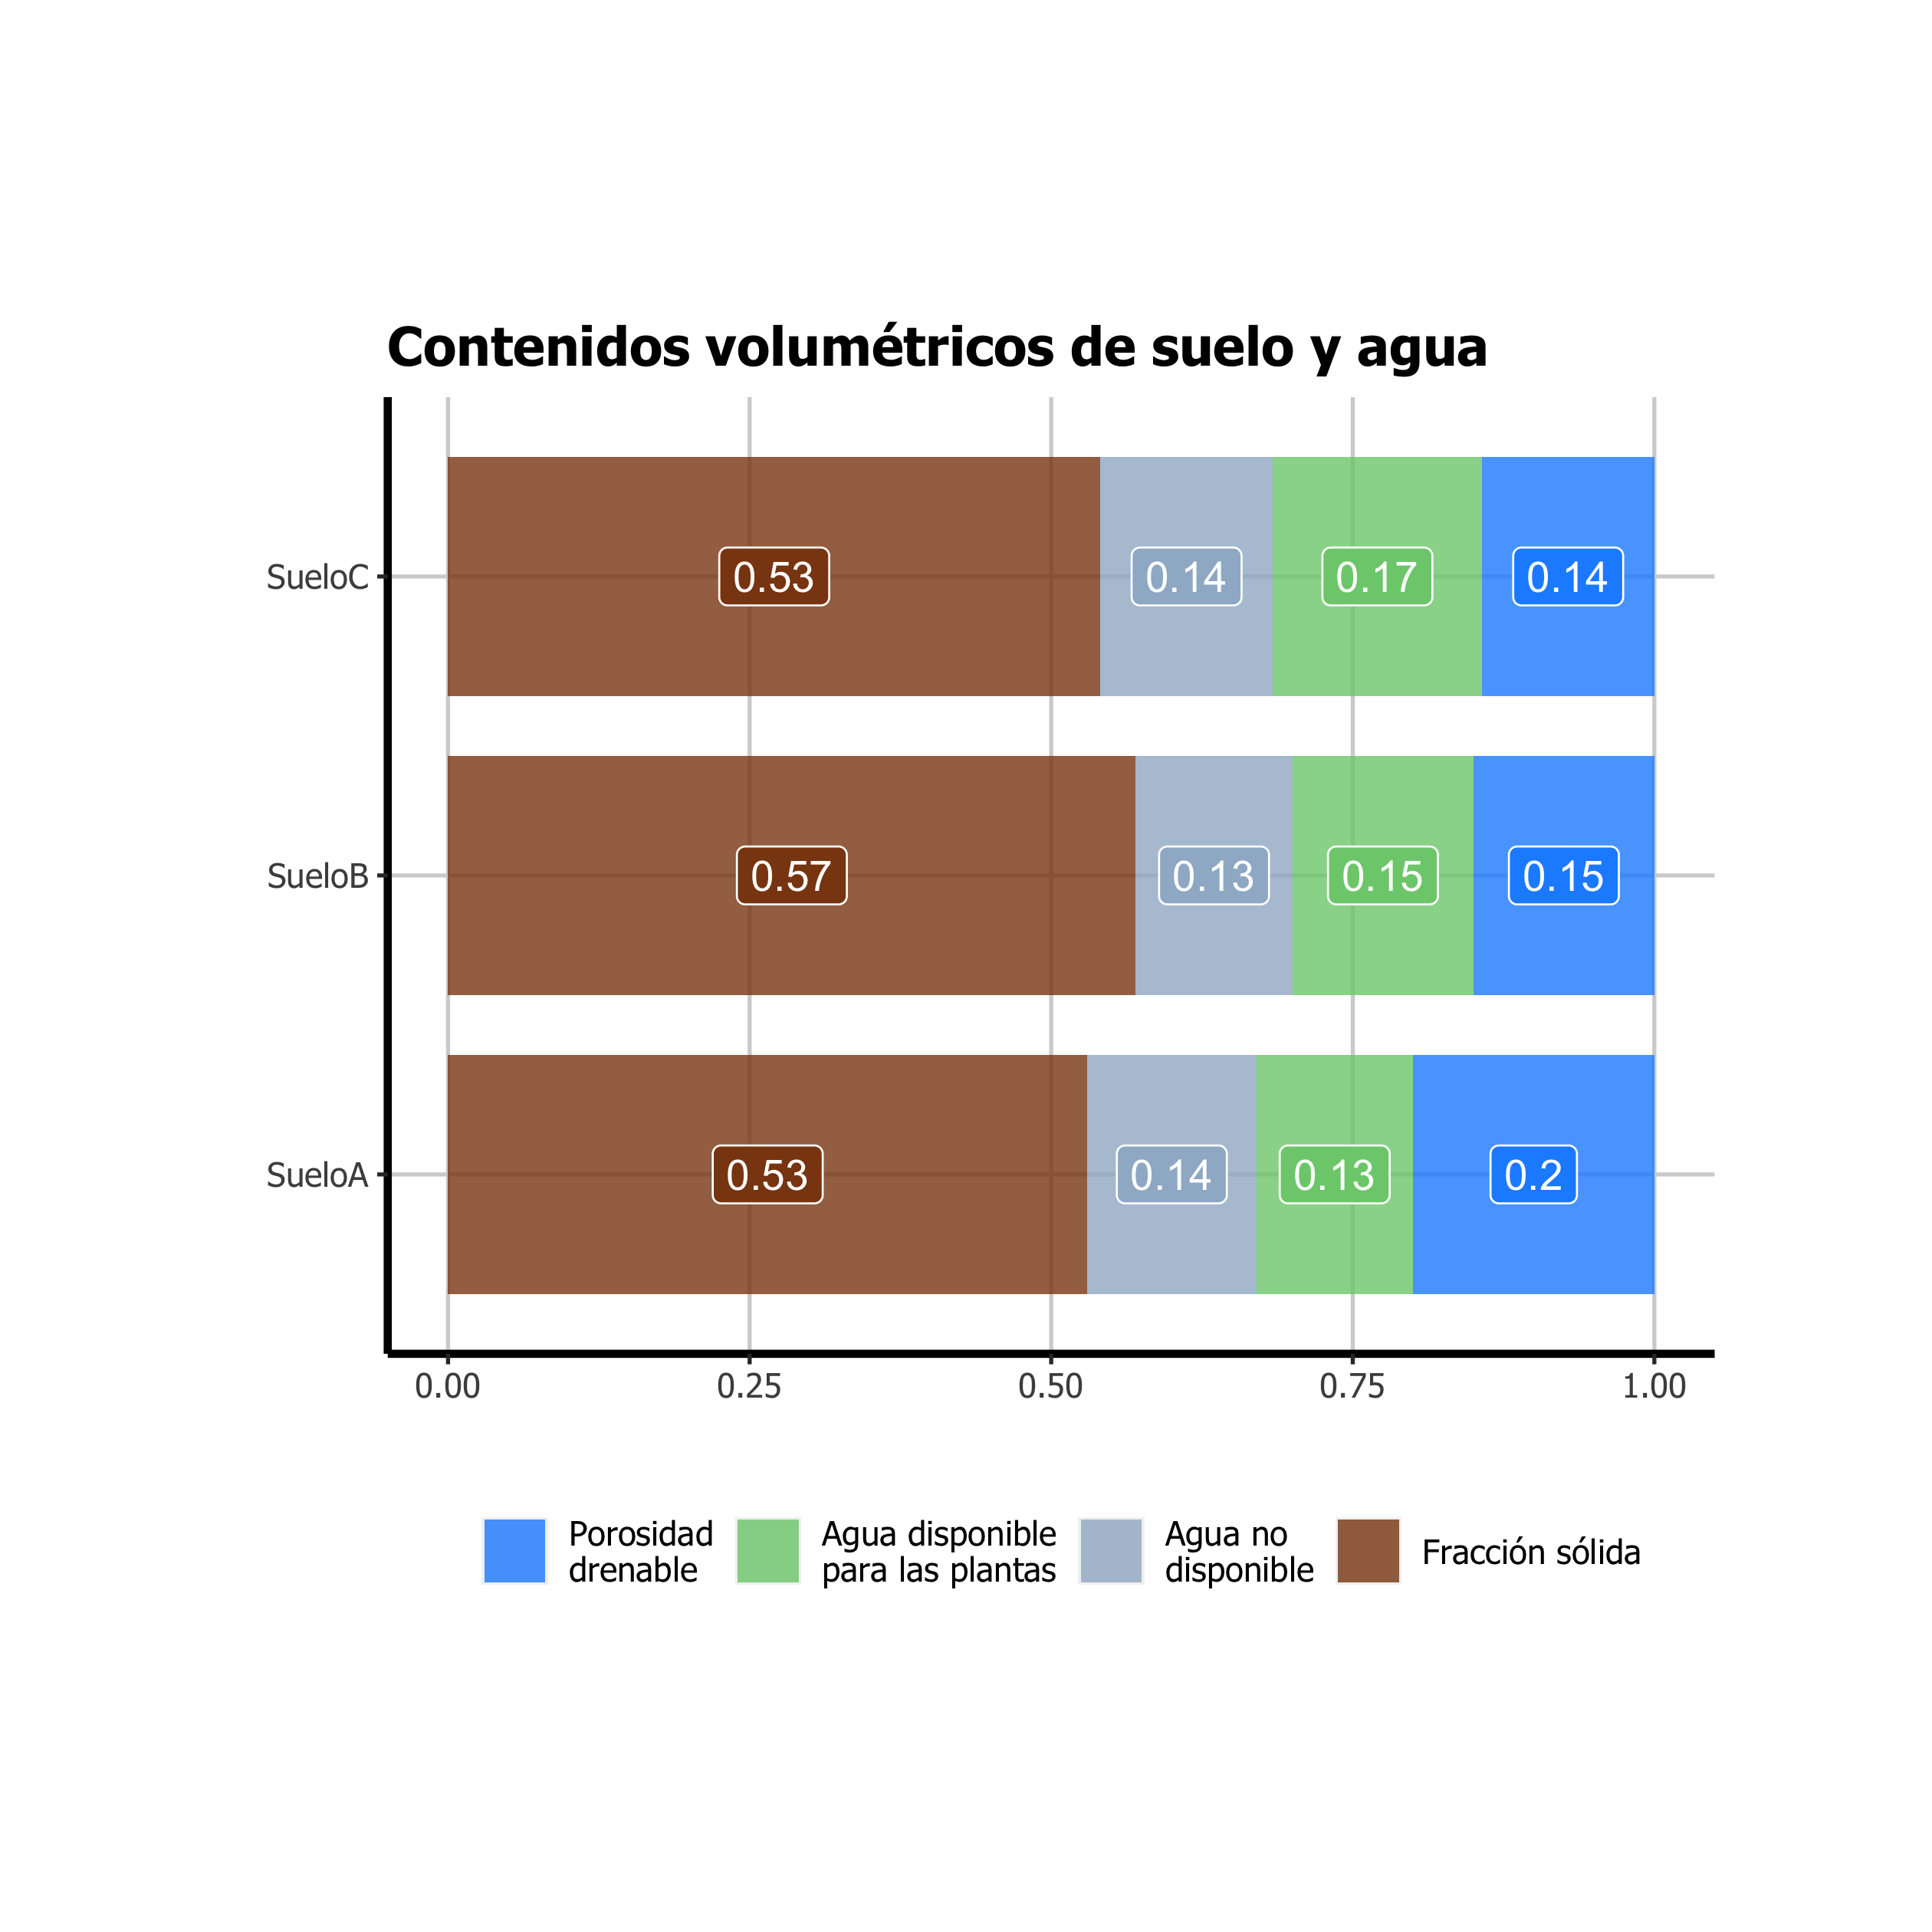 Contenidos volumétricos de suelo y agua
SueloC
0.53 0.14 0.17 0.14
SueloB
0.57 0.13 0.15 0.15
SueloA
0.53 0.14 0.13 0.2
0.00 0.25 0.50 0.75 1.00
Porosidad
drenable
Agua disponible
para las plantas
Agua no
disponible
Fracción sólida